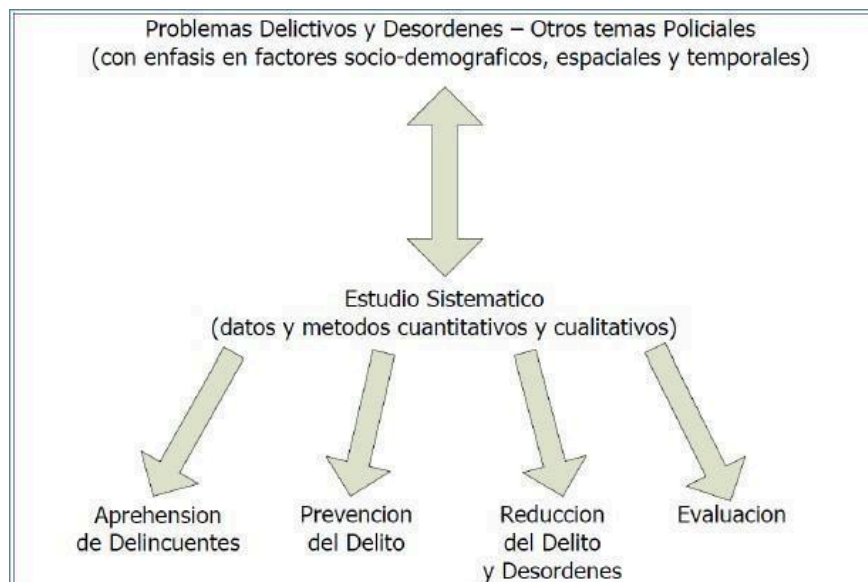 Problemas Delictivos y Desordenes – Otros temas Policiales
(con enfasis en factores socio-demograficos, espaciales y temporales)
Estudio Sistematico
(datos y metodos cuantitativos y cualitativos)
Aprehension
de Delincuentes
Prevencion
del Delito
Reduccion
del Delito
y Desordenes
Evaluacion